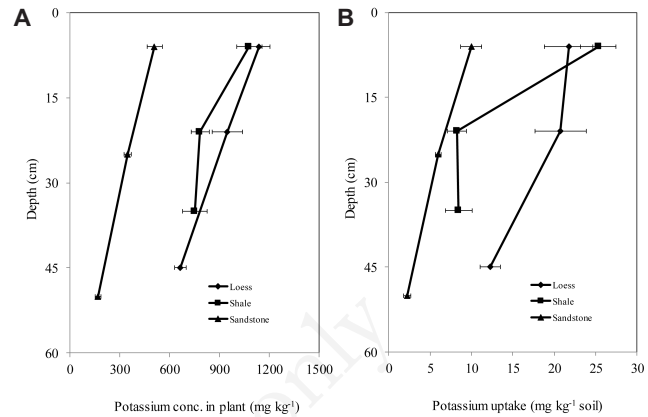 A
B
0
15
30
45
60
Depth (cm)
0 300 600 900 1200 1500
Potassium conc. in plant (mg kg⁻¹)
Loess
Shale
Sandstone
0
15
30
45
60
Depth (cm)
0 5 10 15 20 25 30
Potassium uptake (mg kg⁻¹ soil)
Loess
Shale
Sandstone
only